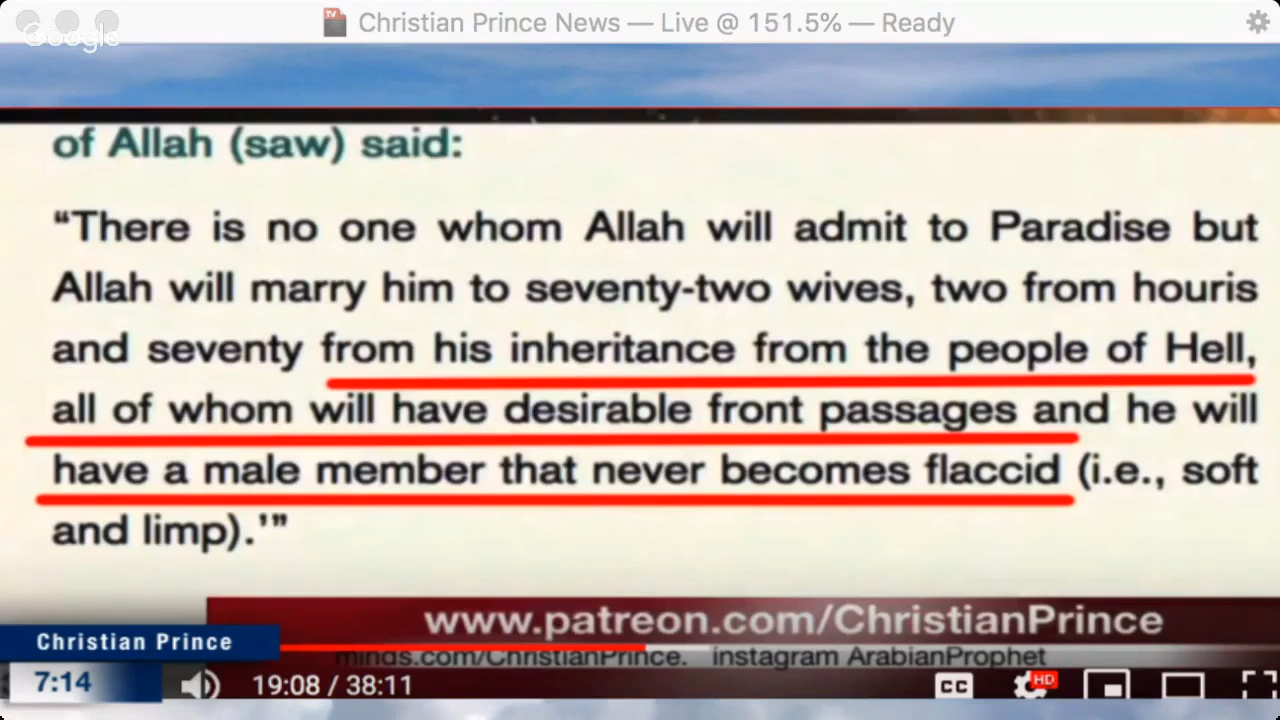 Christian Prince News — Live @ 151.5% — Ready
Google
of Allah (saw) said:
“There is no one whom Allah will admit to Paradise but
Allah will marry him to seventy-two wives, two from houris
and seventy from his inheritance from the people of Hell,
all of whom will have desirable front passages and he will
have a male member that never becomes flaccid (i.e., soft
and limp).’”
www.patreon.com/ChristianPrince
Christian Prince
minds.com/ChristianPrince. instagram ArabianProphet
7:14
19:08 / 38:11
CC
HD